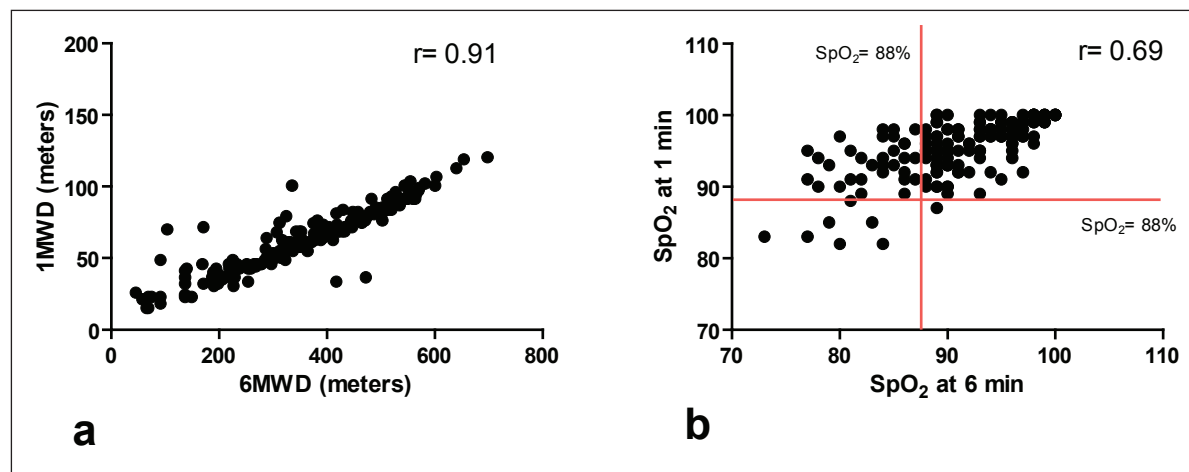 r= 0.91
200
150
100
50
0
1MWD (meters)
0 200 400 600 800
6MWD (meters)
a
SpO₂= 88%
r= 0.69
110
100
90
80
70
SpO₂ at 1 min
SpO₂= 88%
70 80 90 100 110
SpO₂ at 6 min
b